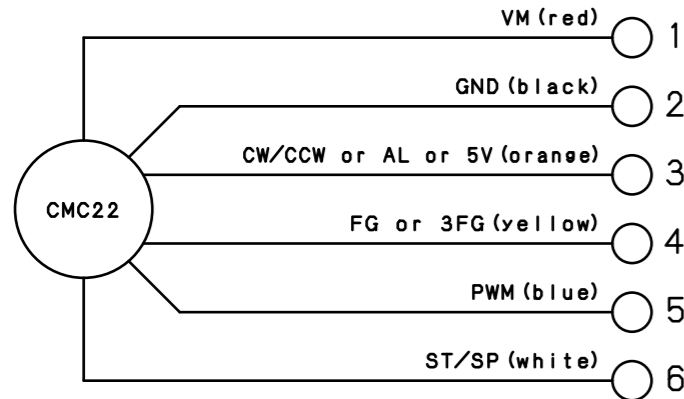 VM(red) 1
GND(black) 2
CW/CCW or AL or 5V(orange) 3
CMC22
FG or 3FG(yellow) 4
PWM(blue) 5
ST/SP(white) 6